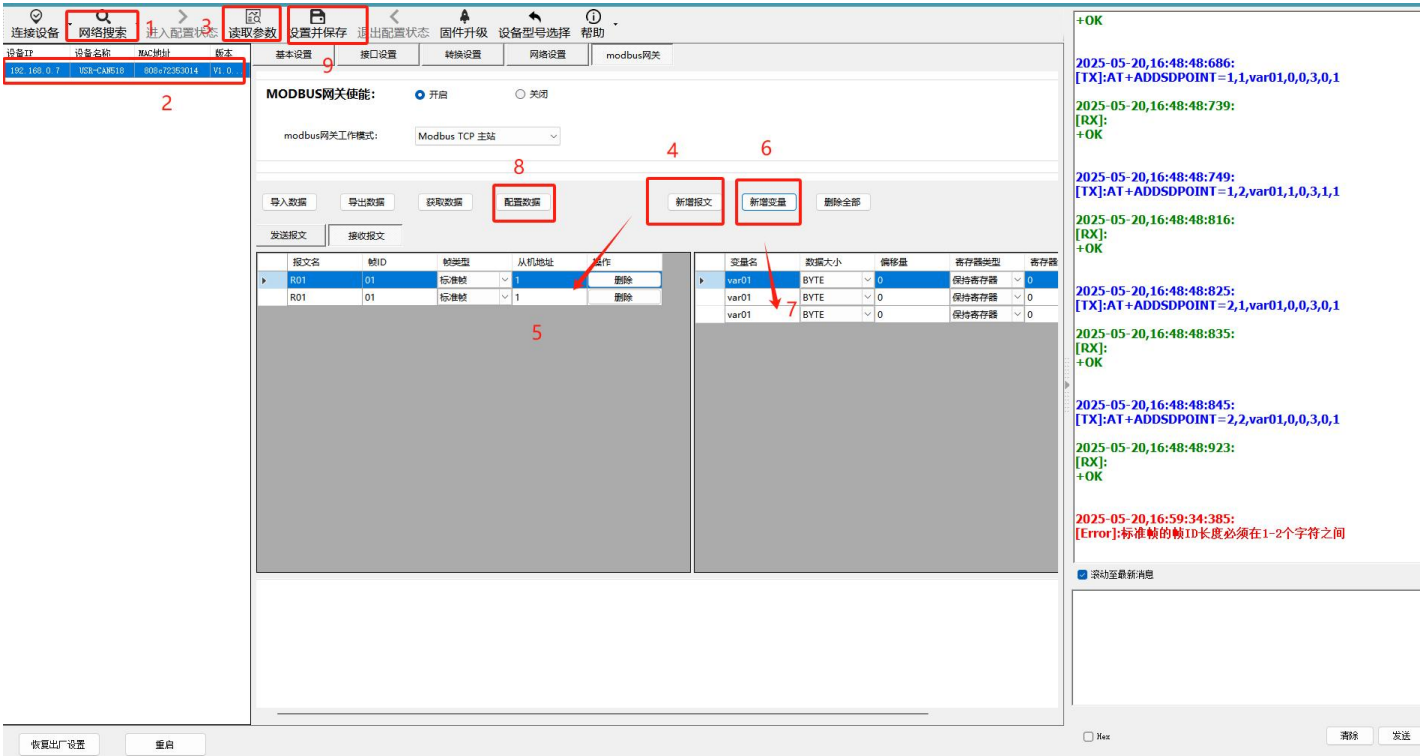 连接设备 网络搜索 1 进入配置状态 3 读取参数 设置并保存 退出配置状态 固件升级 设备型号选择 帮助
设备IP 设备名称 MAC地址 版本
192.168.0.7 USR-CAN518 808e72353014 V1.0.
2
基本设置 接口设置 9 转换设置 网络设置 modbus网关
MODBUS网关使能: 开启 关闭
modbus网关工作模式: Modbus TCP 主站
8 4 6
导入数据 导出数据 获取数据 配置数据 新增报文 新增变量 删除全部
发送报文 接收报文
报文名 帧ID 帧类型 从机地址 操作
R01 01 标准帧 1 删除
R01 01 标准帧 1 删除
5
变量名 数据大小 偏移量 寄存器类型 寄存器
var01 BYTE 0 保持寄存器 0
var01 BYTE 0 保持寄存器 0
var01 BYTE 0 保持寄存器 0
7
+OK
2025-05-20,16:48:48:686:
[TX]:AT+ADDSDPOINT=1,1,var01,0,0,3,0,1
2025-05-20,16:48:48:739:
[RX]:
+OK
2025-05-20,16:48:48:749:
[TX]:AT+ADDSDPOINT=1,2,var01,1,0,3,1,1
2025-05-20,16:48:48:816:
[RX]:
+OK
2025-05-20,16:48:48:825:
[TX]:AT+ADDSDPOINT=2,1,var01,0,0,3,0,1
2025-05-20,16:48:48:835:
[RX]:
+OK
2025-05-20,16:48:48:845:
[TX]:AT+ADDSDPOINT=2,2,var01,0,0,3,0,1
2025-05-20,16:48:48:923:
[RX]:
+OK
2025-05-20,16:59:34:385:
[Error]:标准帧的帧ID长度必须在1-2个字符之间
滚动至最新消息
Hex 清除 发送
恢复出厂设置 重启